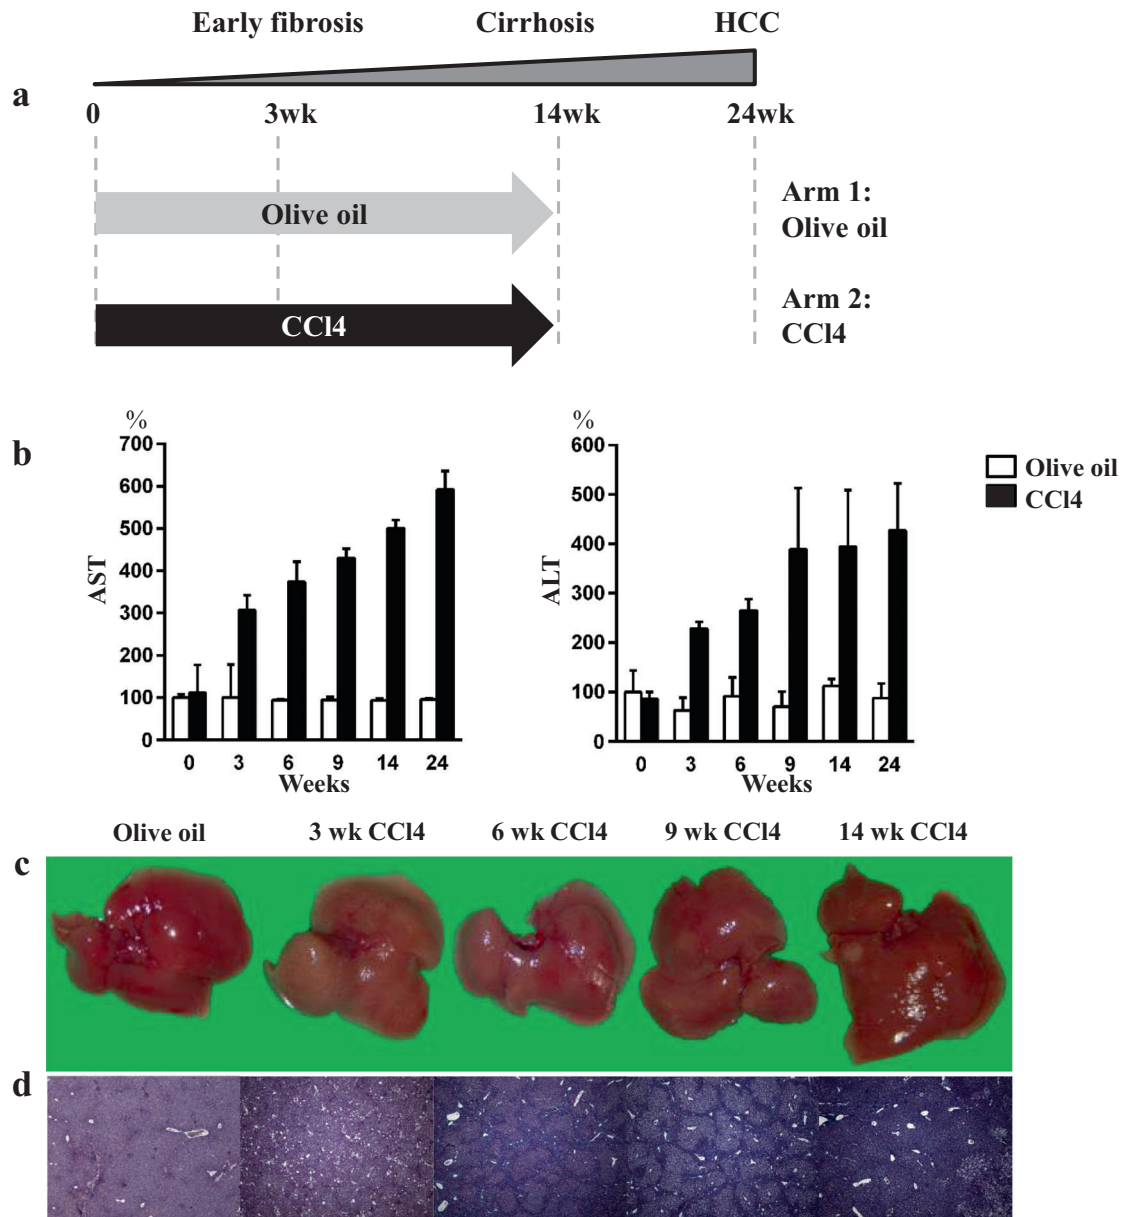 Early fibrosis Cirrhosis HCC
a
0 3wk 14wk 24wk
Olive oil
Arm 1:
Olive oil
CCl4
Arm 2:
CCl4
b
%
700
600
500
400
300
200
100
0
AST
0 3 6 9 14 24
Weeks
%
600
500
400
300
200
100
0
ALT
0 3 6 9 14 24
Weeks
Olive oil
CCl4
Olive oil 3 wk CCl4 6 wk CCl4 9 wk CCl4 14 wk CCl4
c
d